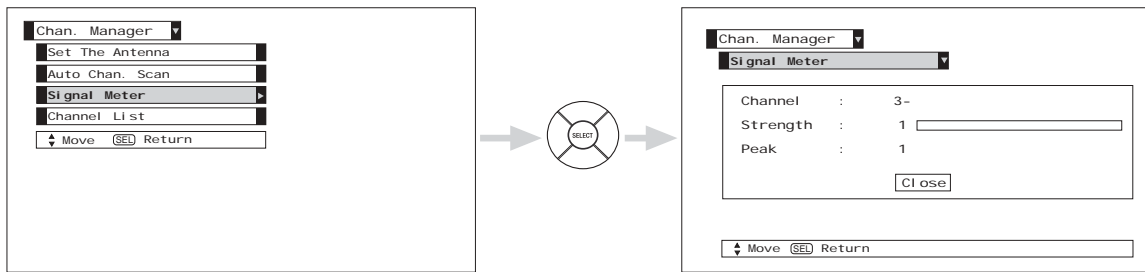 Chan. Manager
Set The Antenna
Auto Chan. Scan
Signal Meter
Channel List
Move SEL Return
SELECT
Chan. Manager
Signal Meter
Channel : 3-
Strength : 1
Peak : 1
Close
Move SEL Return